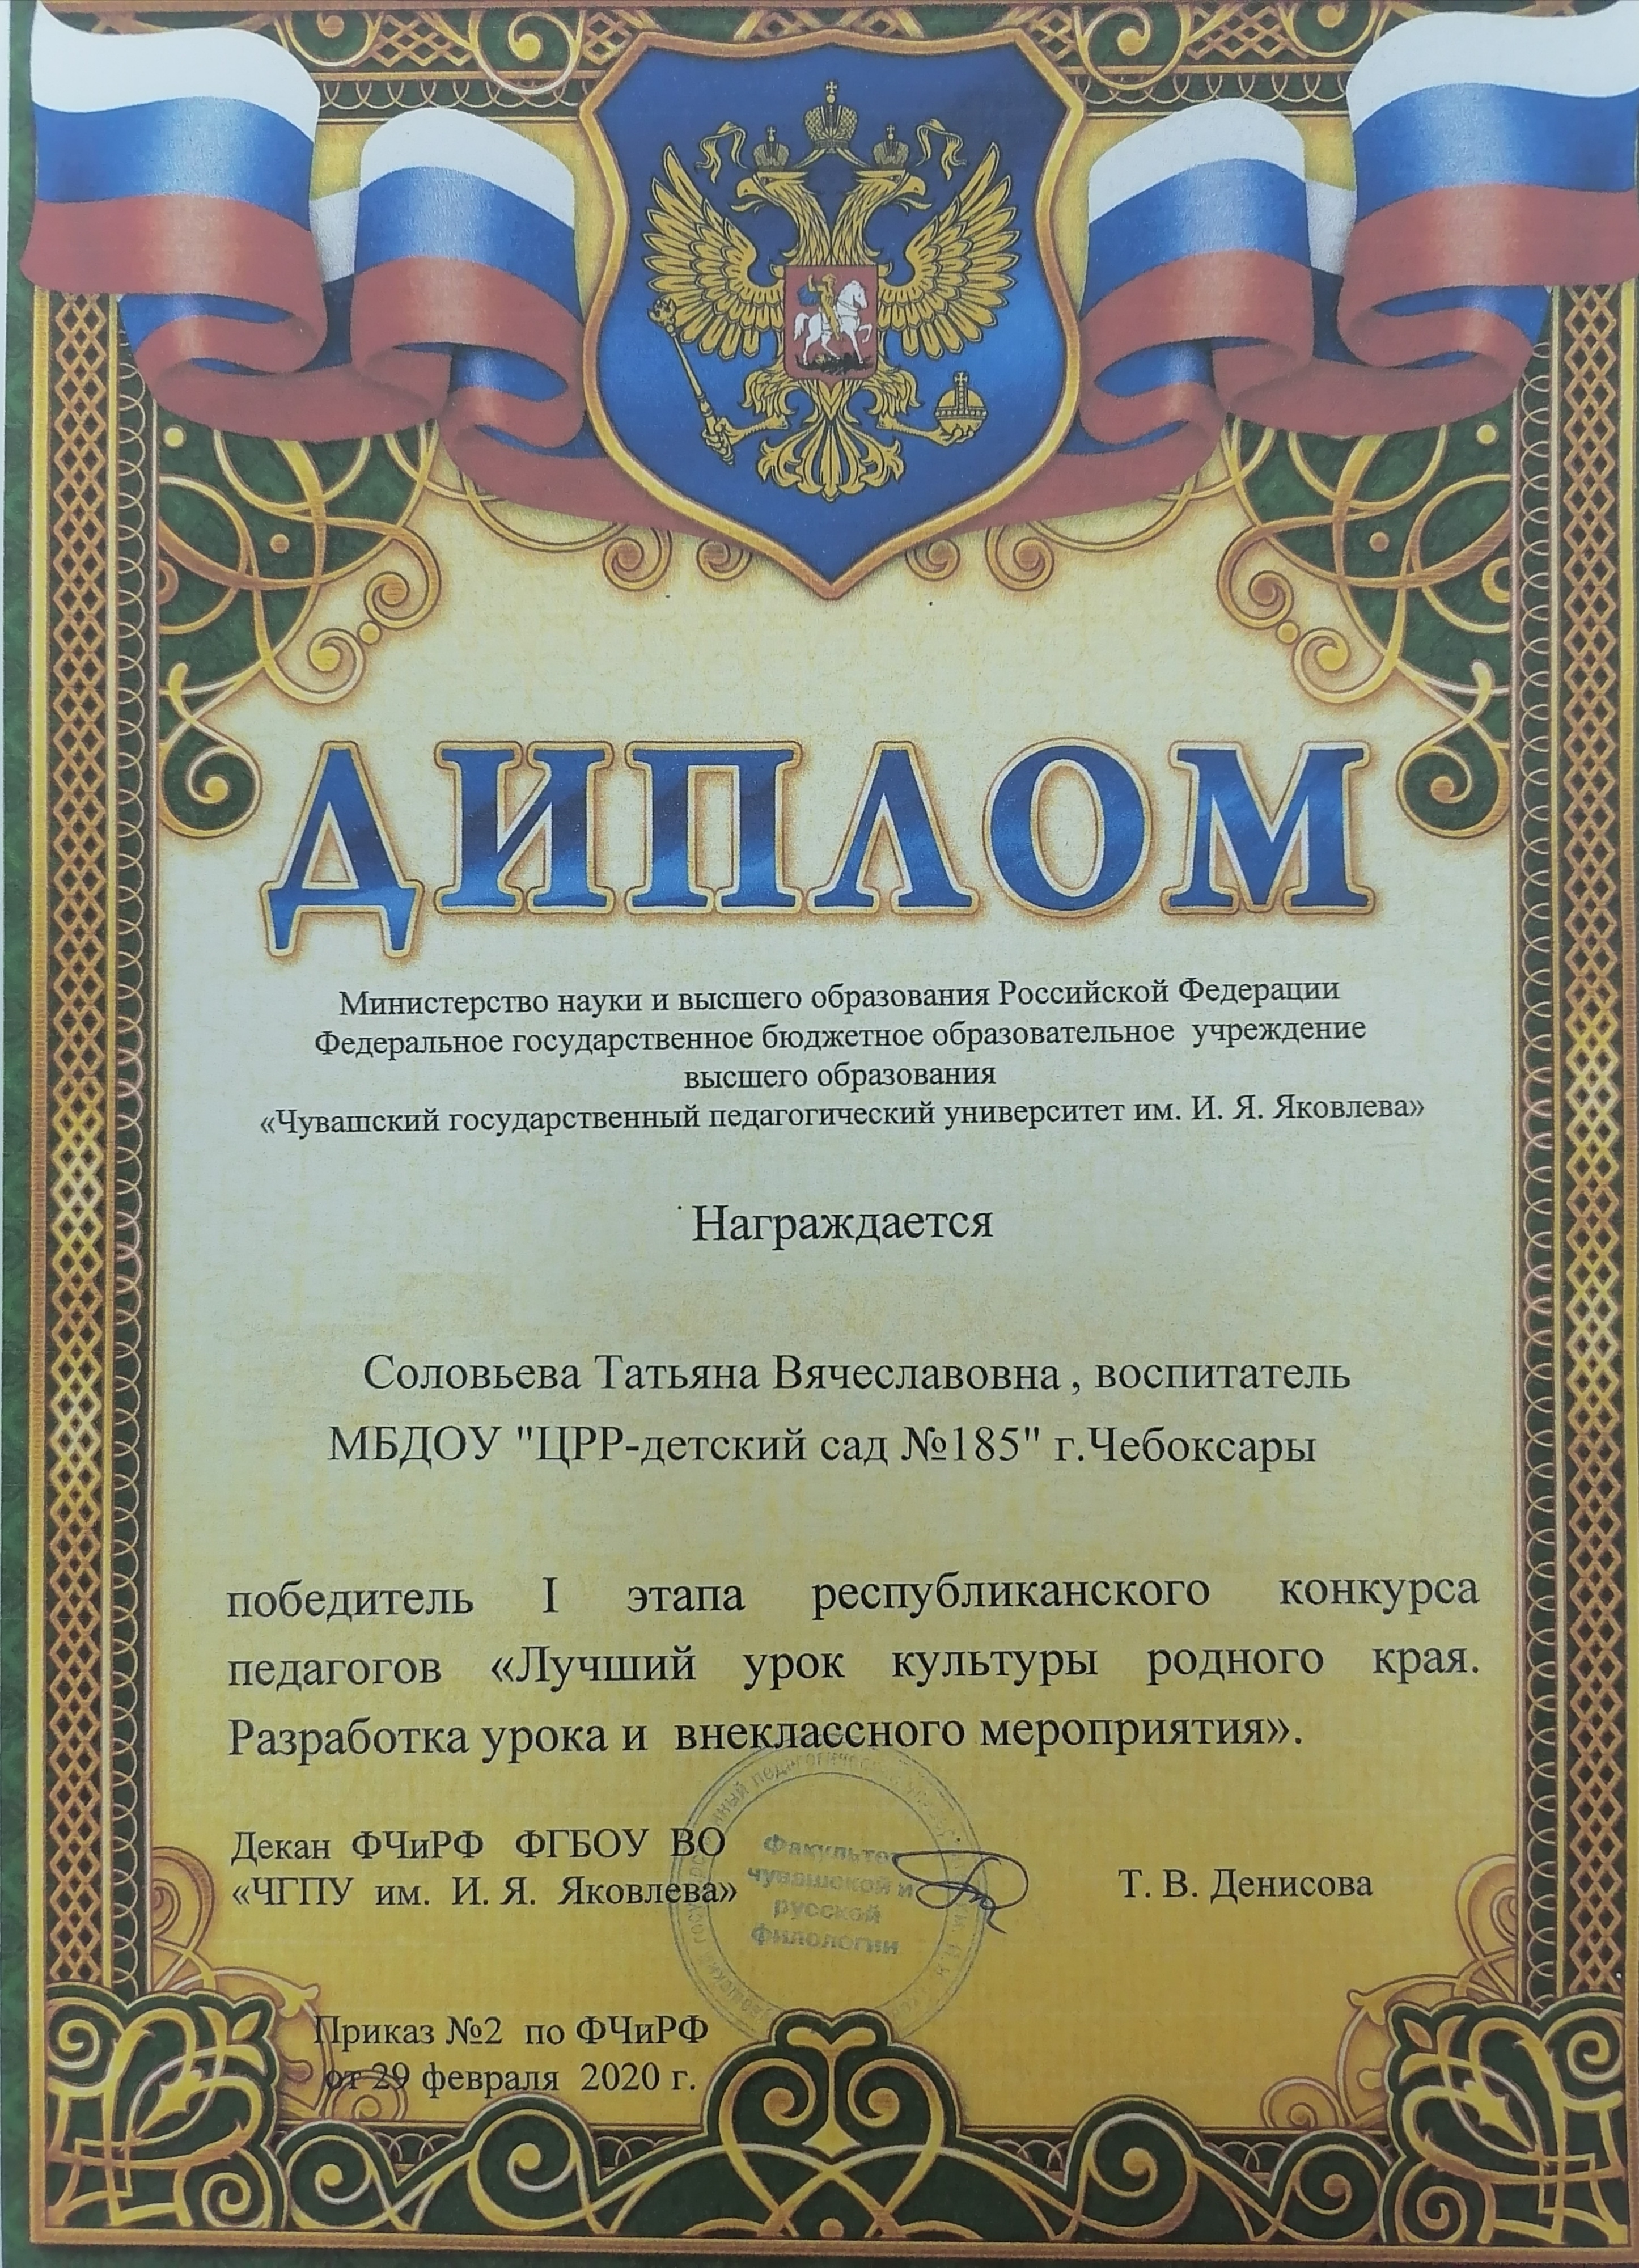 ДИПЛОМ
Министерство науки и высшего образования Российской Федерации
Федеральное государственное бюджетное образовательное учреждение
высшего образования
«Чувашский государственный педагогический университет им. И. Я. Яковлева»
Награждается
Соловьева Татьяна Вячеславовна , воспитатель
МБДОУ "ЦРР-детский сад №185" г.Чебоксары
победитель I этапа республиканского конкурса
педагогов «Лучший урок культуры родного края.
Разработка урока и внеклассного мероприятия».
Декан ФЧиРФ ФГБОУ ВО
«ЧГПУ им. И. Я. Яковлева»
Т. В. Денисова
Факультет
чувашской и
русской
филологии
Приказ №2 по ФЧиРФ
от 29 февраля 2020 г.